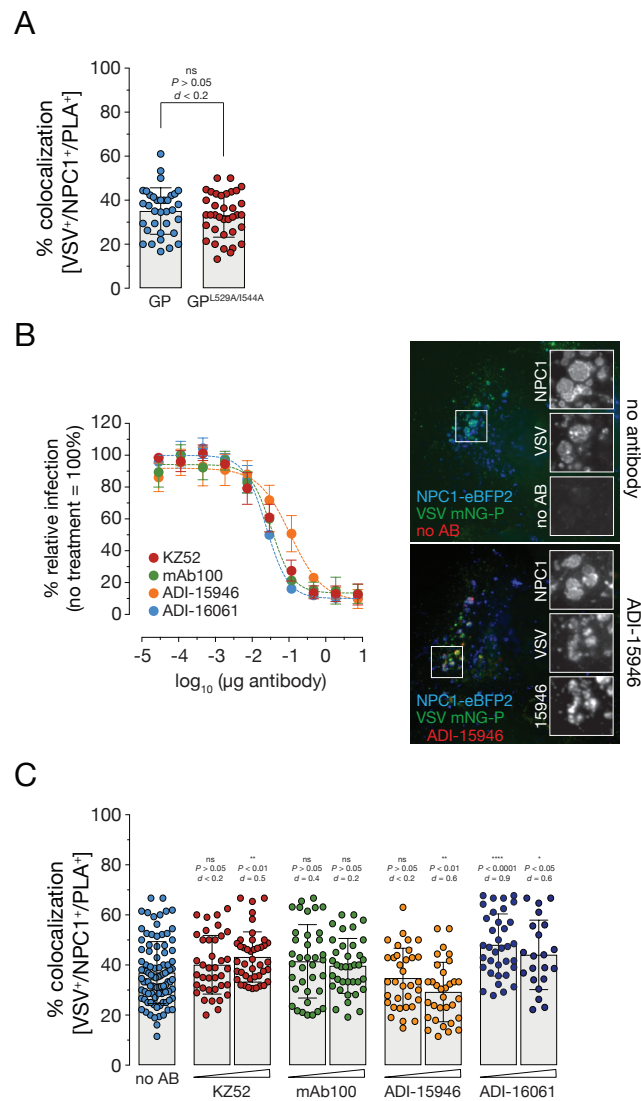 A
% colocalization
[VSV⁺/NPC1⁺/PLA⁺]
100
80
60
40
20
0
ns
P > 0.05
d < 0.2
GP
GP^L529A/I544A
B
% relative infection
(no treatment = 100%)
120
100
80
60
40
20
0
KZ52
mAb100
ADI-15946
ADI-16061
-5
-4
-3
-2
-1
0
1
log₁₀ (µg antibody)
NPC1-eBFP2
VSV mNG-P
no AB
NPC1
VSV
no AB
no antibody
NPC1-eBFP2
VSV mNG-P
ADI-15946
NPC1
VSV
15946
ADI-15946
C
% colocalization
[VSV⁺/NPC1⁺/PLA⁺]
100
80
60
40
20
0
ns
P > 0.05
d < 0.2
**
P < 0.01
d = 0.5
ns
P > 0.05
d = 0.4
ns
P > 0.05
d = 0.2
ns
P > 0.05
d < 0.2
**
P < 0.01
d = 0.6
****
P < 0.0001
d = 0.9
*
P < 0.05
d = 0.6
no AB
KZ52
mAb100
ADI-15946
ADI-16061